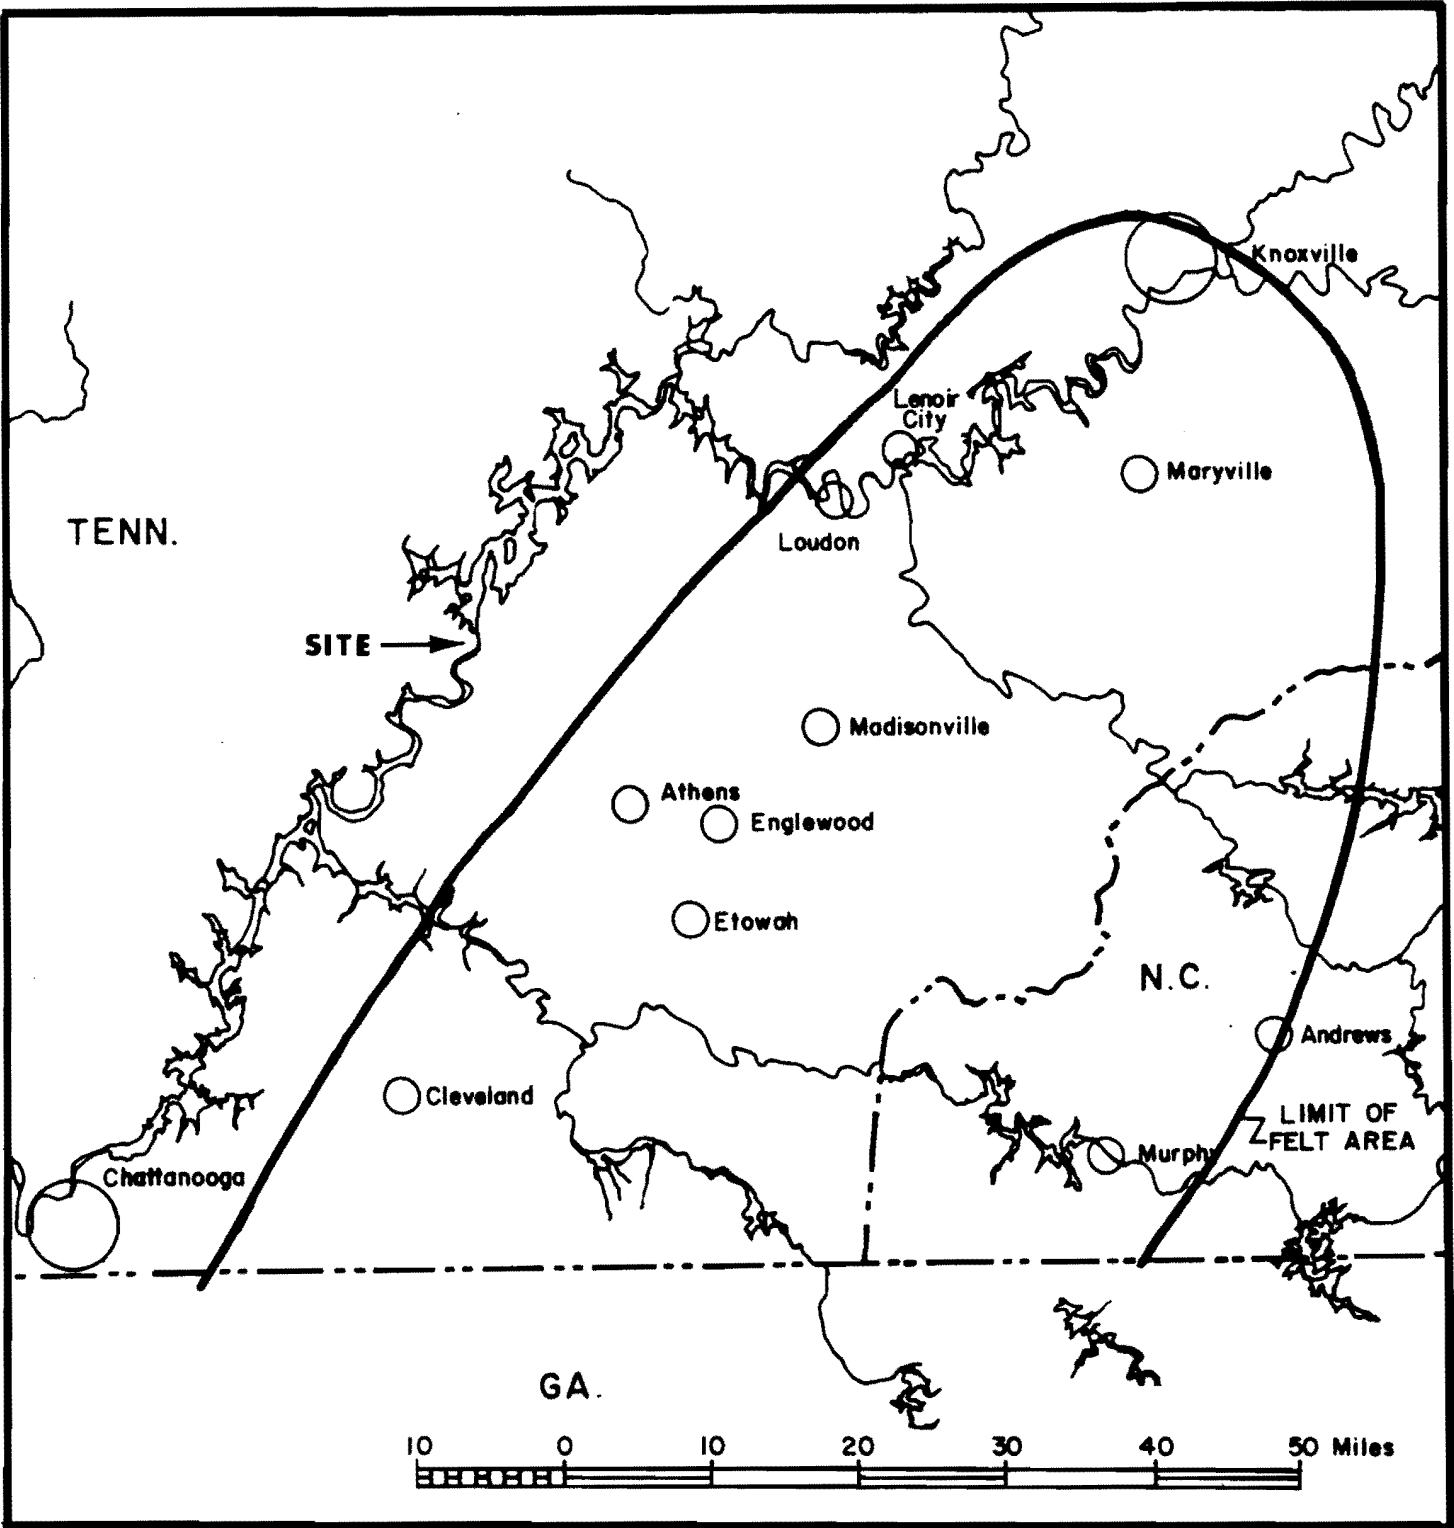 Knoxville
Lenoir
City
Maryville
TENN.
Loudon
SITE
Madisonville
Athens
Englewood
Etowah
N.C.
Andrews
Cleveland
LIMIT OF
FELT AREA
Murphy
Chattanooga
GA.
10 0 10 20 30 40 50 Miles